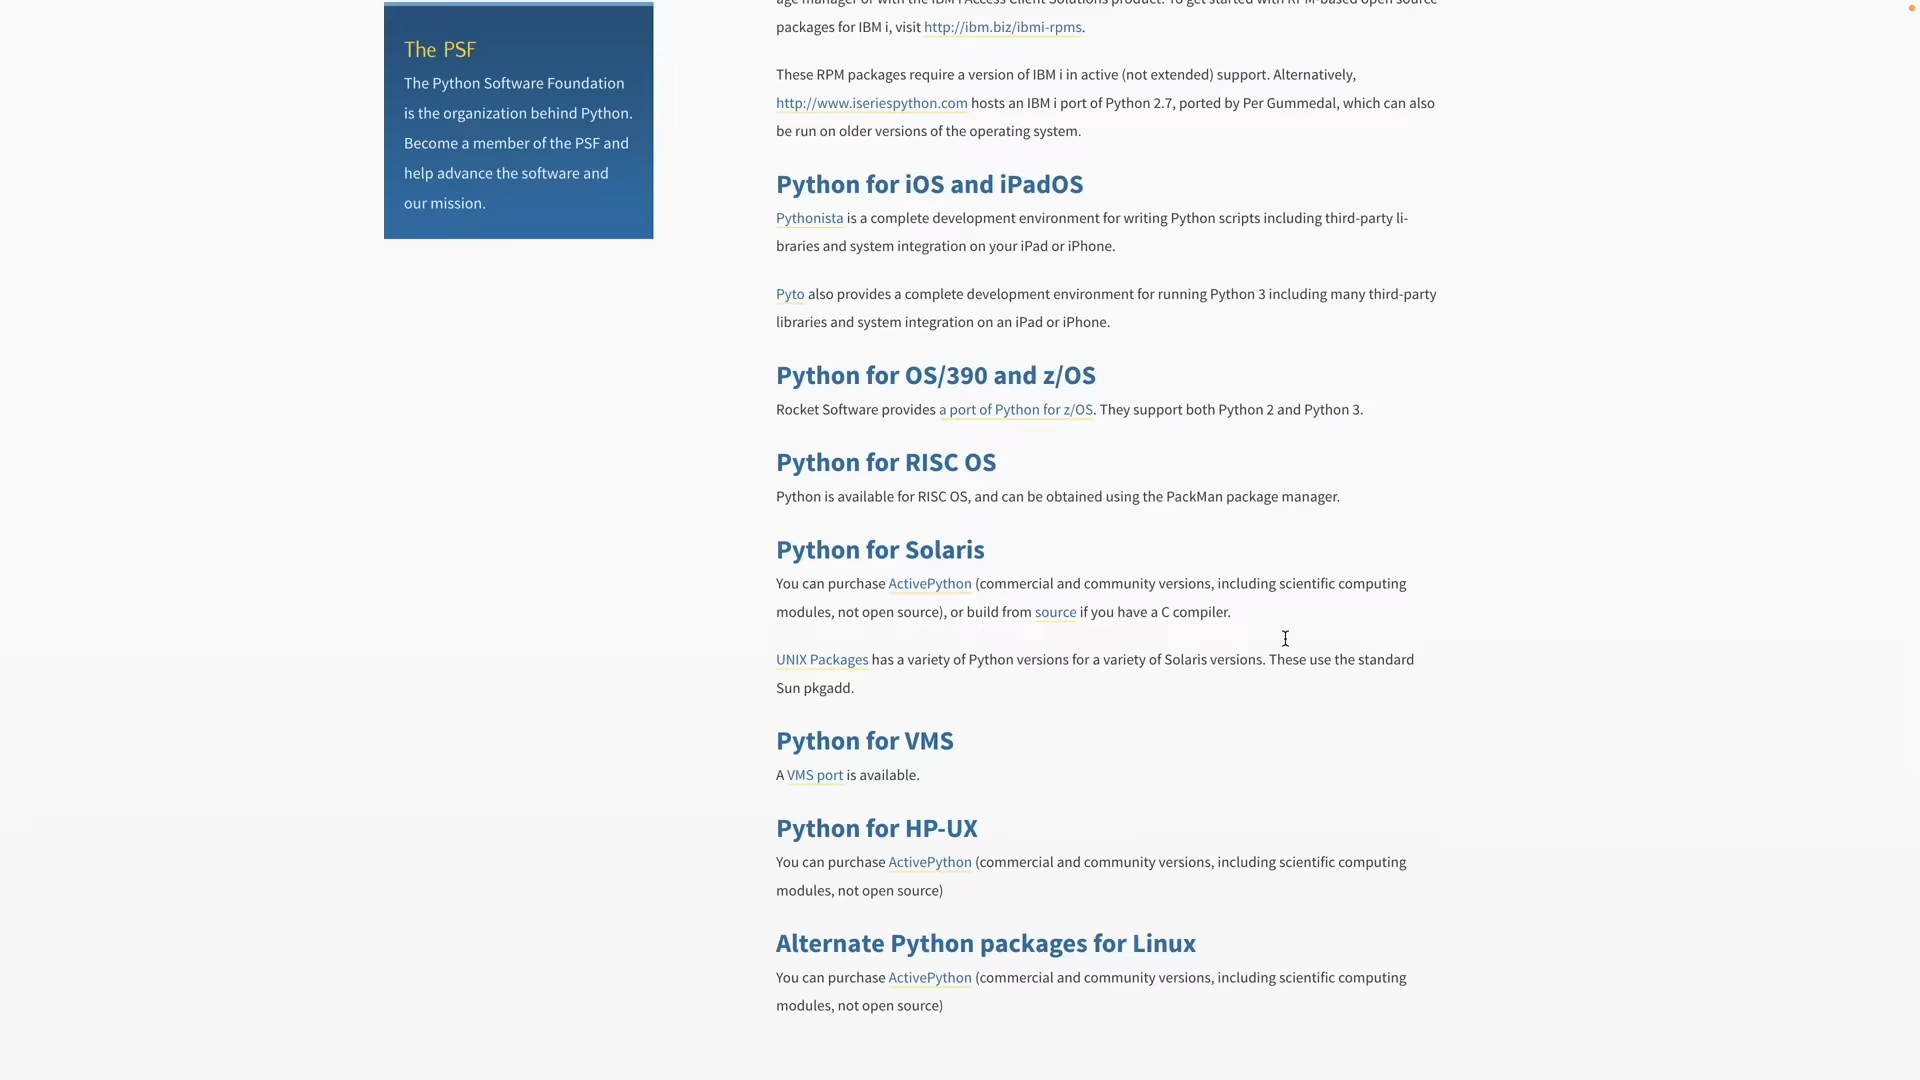 The PSF
The Python Software Foundation
is the organization behind Python.
Become a member of the PSF and
help advance the software and
our mission.
age manager or with the IBM i Access Client Solutions product. To get started with RPM-based open source
packages for IBM i, visit http://ibm.biz/ibmi-rpms.
These RPM packages require a version of IBM i in active (not extended) support. Alternatively,
http://www.iseriespython.com hosts an IBM i port of Python 2.7, ported by Per Gummedal, which can also
be run on older versions of the operating system.
Python for iOS and iPadOS
Pythonista is a complete development environment for writing Python scripts including third-party li-
braries and system integration on your iPad or iPhone.
Pyto also provides a complete development environment for running Python 3 including many third-party
libraries and system integration on an iPad or iPhone.
Python for OS/390 and z/OS
Rocket Software provides a port of Python for z/OS. They support both Python 2 and Python 3.
Python for RISC OS
Python is available for RISC OS, and can be obtained using the PackMan package manager.
Python for Solaris
You can purchase ActivePython (commercial and community versions, including scientific computing
modules, not open source), or build from source if you have a C compiler.
UNIX Packages has a variety of Python versions for a variety of Solaris versions. These use the standard
Sun pkgadd.
Python for VMS
A VMS port is available.
Python for HP-UX
You can purchase ActivePython (commercial and community versions, including scientific computing
modules, not open source)
Alternate Python packages for Linux
You can purchase ActivePython (commercial and community versions, including scientific computing
modules, not open source)